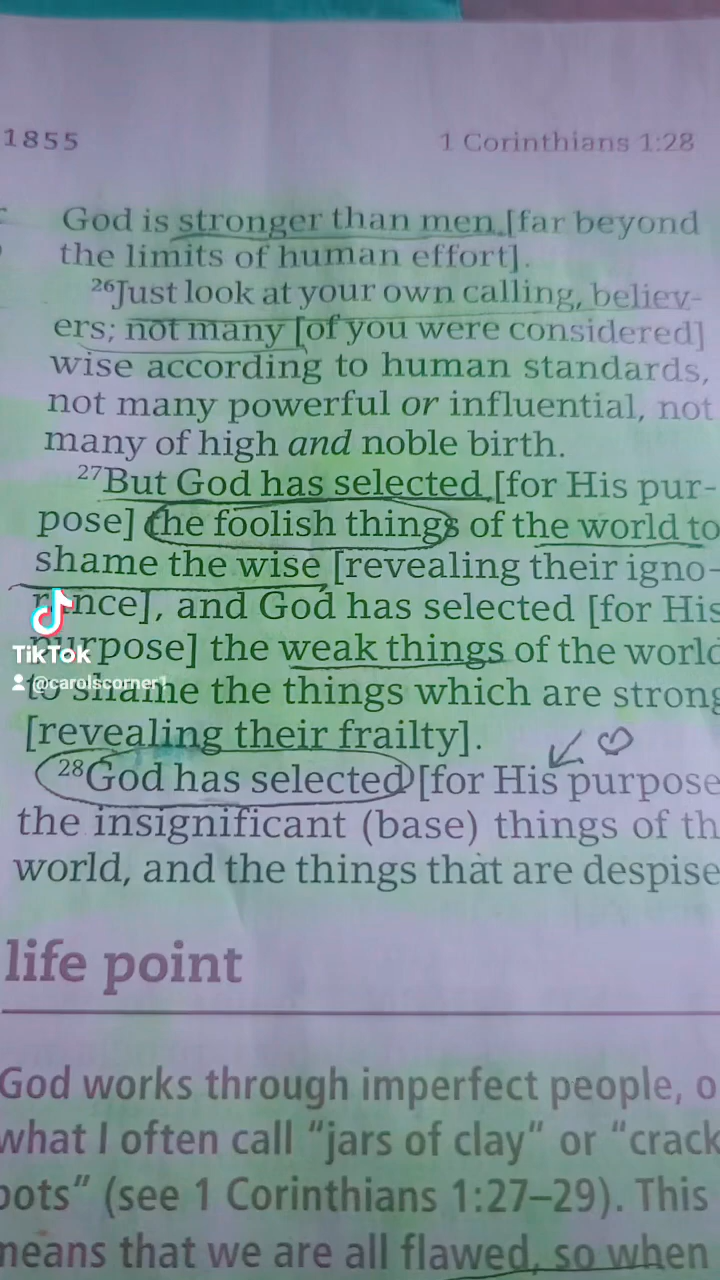 1855
1 Corinthians 1:28
God is stronger than men [far beyond
the limits of human effort].
26Just look at your own calling, believ-
ers; not many [of you were considered]
wise according to human standards,
not many powerful or influential, not
many of high and noble birth.
27But God has selected [for His pur-
pose] the foolish things of the world to
shame the wise [revealing their igno-
rance], and God has selected [for His
purpose] the weak things of the world
to shame the things which are strong
[revealing their frailty].
28God has selected [for His purpose
the insignificant (base) things of th
world, and the things that are despise
life point
God works through imperfect people, o
what I often call “jars of clay” or “crack
pots” (see 1 Corinthians 1:27–29). This
means that we are all flawed, so when
TikTok
@carolscorner1